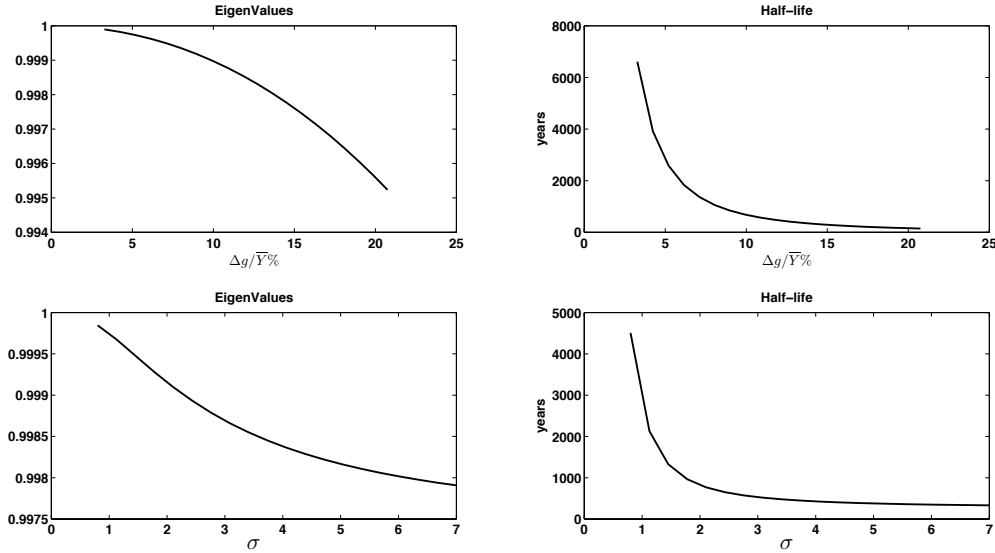 EigenValues
1
0.999
0.998
0.997
0.996
0.995
0.994
0 5 10 15 20 25
Δg/Y̅%
Half−life
8000
6000
4000
2000
0
years
0 5 10 15 20 25
Δg/Y̅%
EigenValues
1
0.9995
0.999
0.9985
0.998
0.9975
0 1 2 3 4 5 6 7
σ
Half−life
5000
4000
3000
2000
1000
0
years
0 1 2 3 4 5 6 7
σ